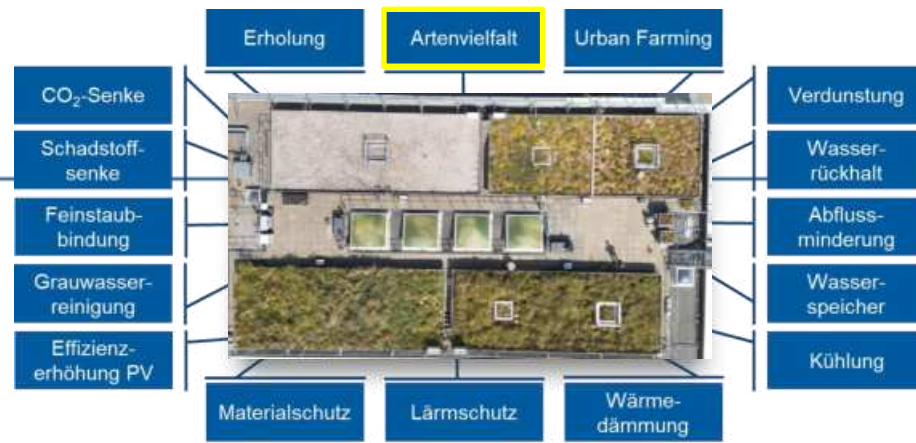 Erholung
Artenvielfalt
Urban Farming
CO₂-Senke
Schadstoff-
senke
Feinstaub-
bindung
Grauwasser-
reinigung
Effizienz-
erhöhung PV
Verdunstung
Wasser-
rückhalt
Abfluss-
minderung
Wasser-
speicher
Kühlung
Materialschutz
Lärmschutz
Wärme-
dämmung